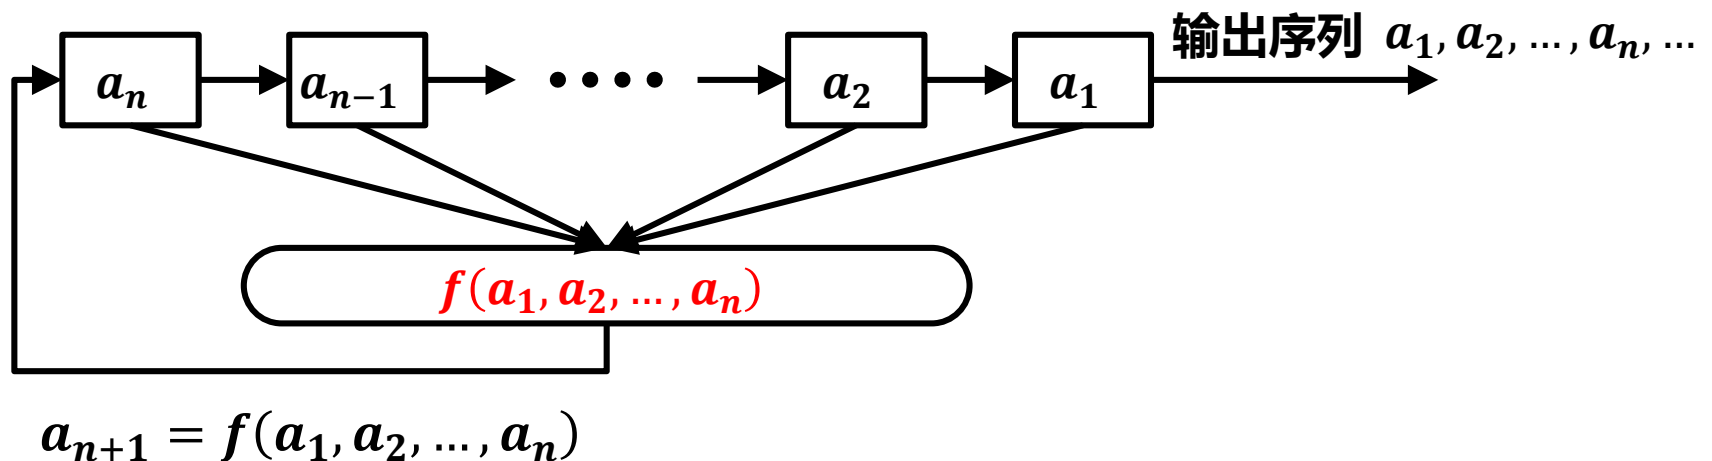 输出序列 a₁, a₂, …, aₙ, …
aₙ aₙ₋₁ a₂ a₁
f(a₁, a₂, …, aₙ)
aₙ₊₁ = f(a₁, a₂, …, aₙ)